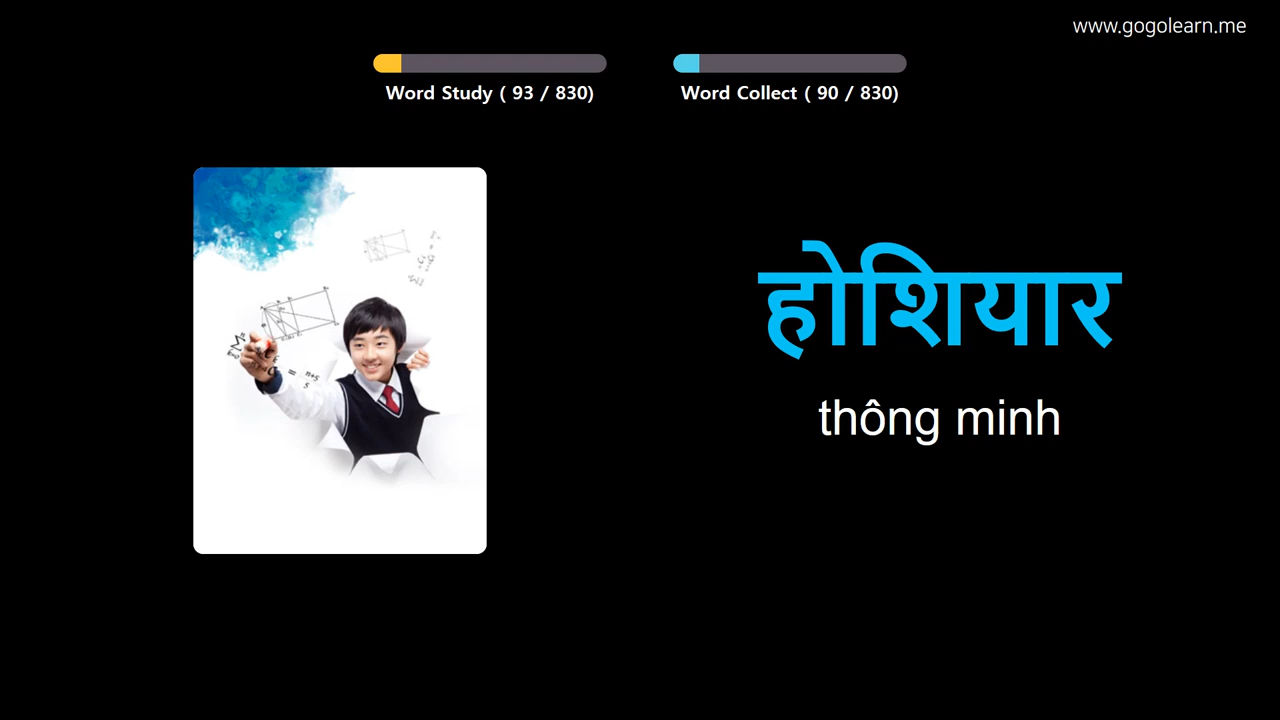 www.gogolearn.me
Word Study ( 93 / 830)
Word Collect ( 90 / 830)
होशियार
thông minh